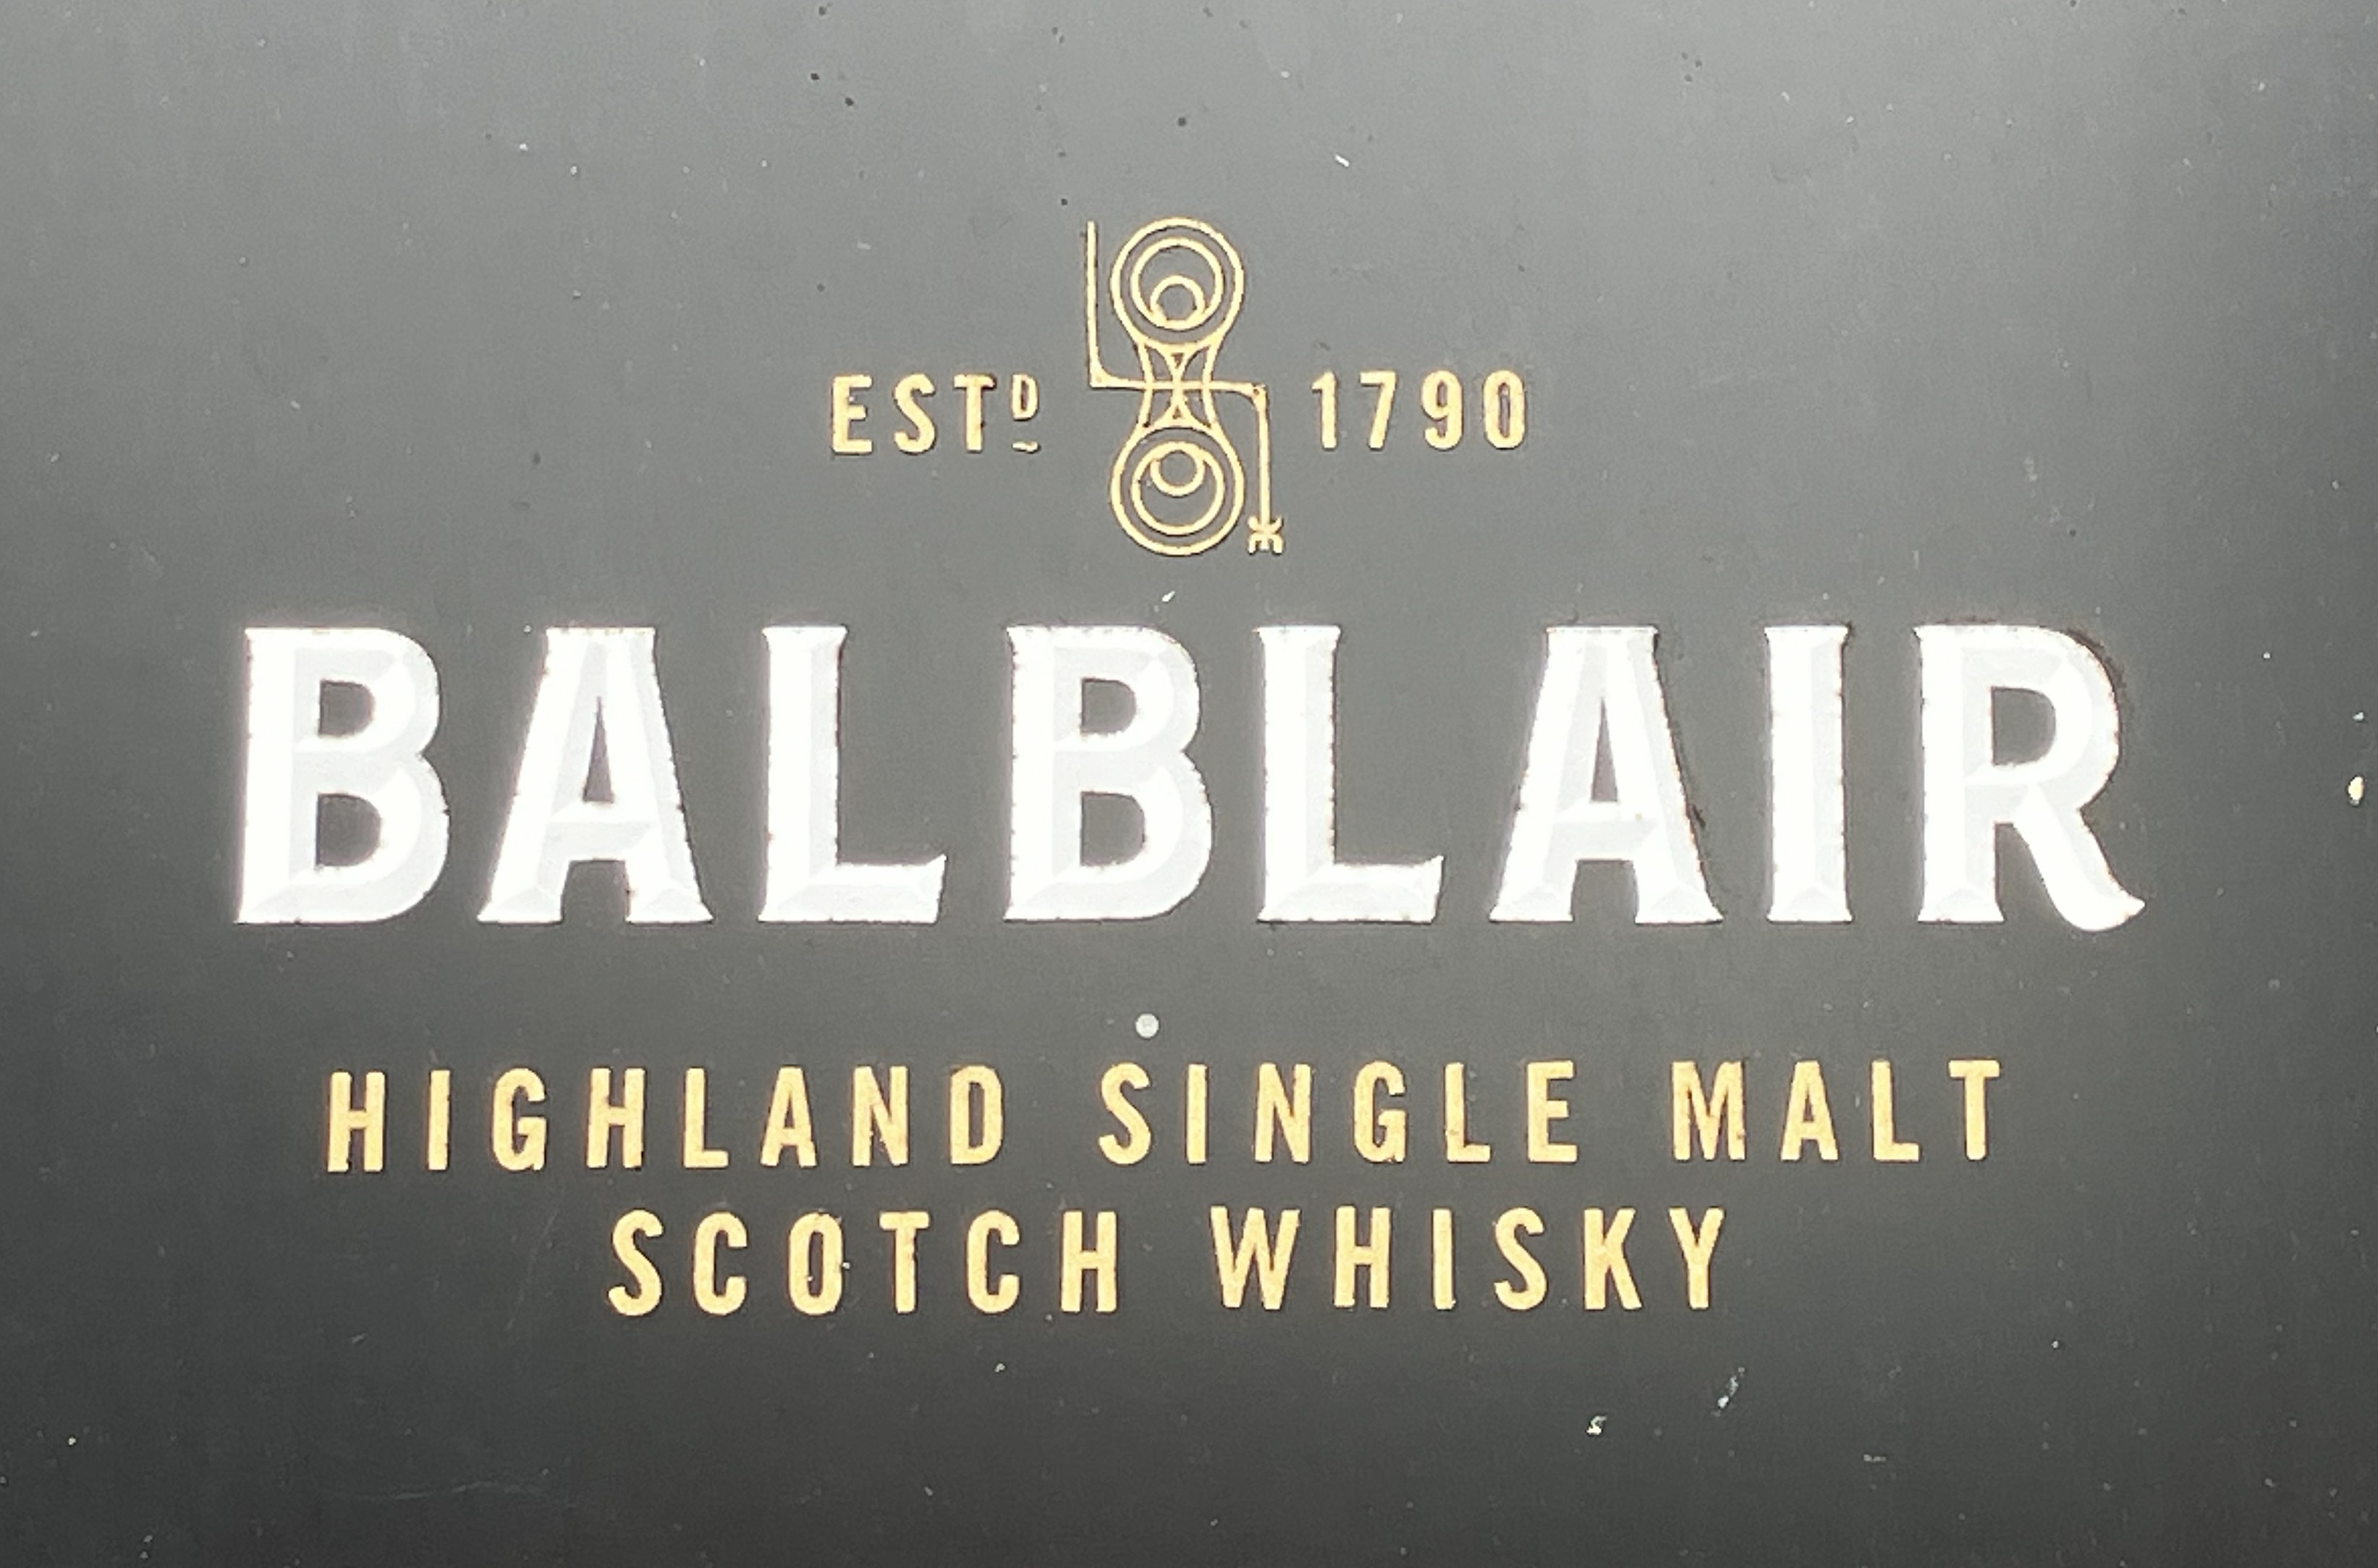 ESTD 1790
BALBLAIR
HIGHLAND SINGLE MALT
SCOTCH WHISKY